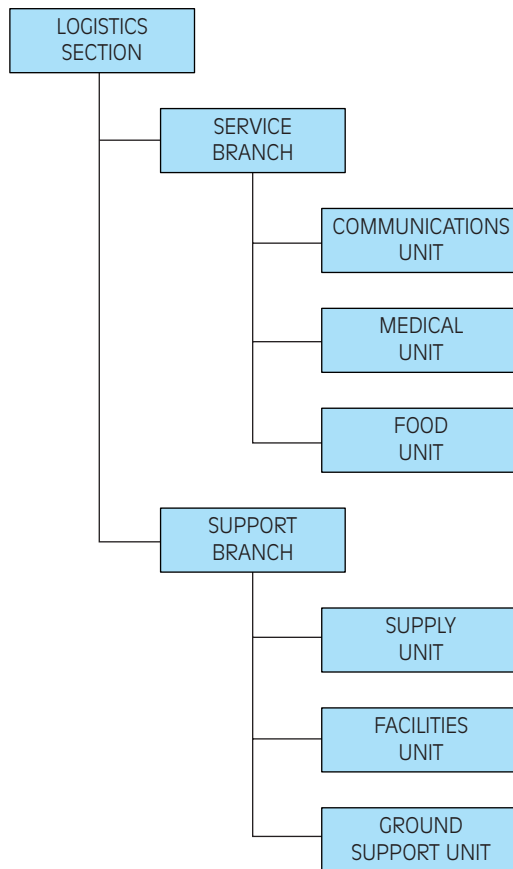 LOGISTICS
SECTION
SERVICE
BRANCH
COMMUNICATIONS
UNIT
MEDICAL
UNIT
FOOD
UNIT
SUPPORT
BRANCH
SUPPLY
UNIT
FACILITIES
UNIT
GROUND
SUPPORT UNIT